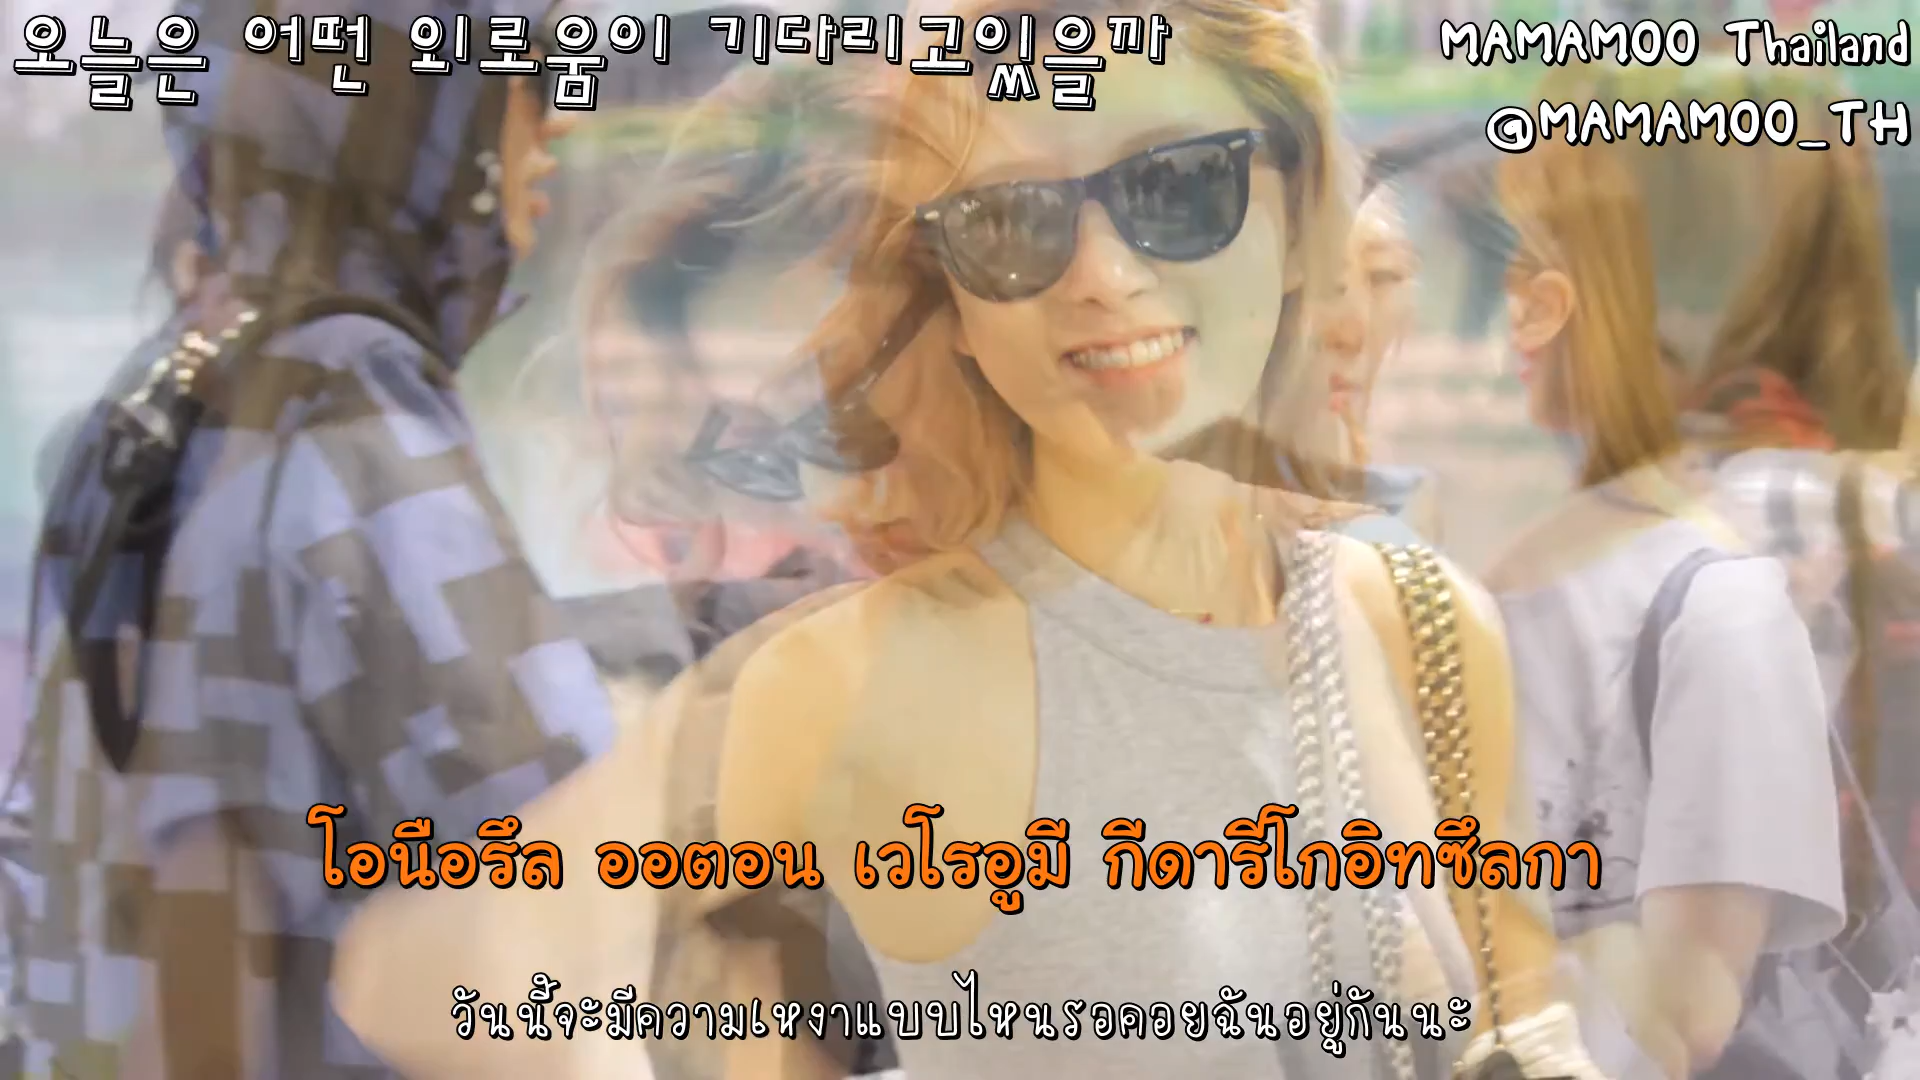 오늘은 어떤 외로움이 기다리고있을까
MAMAMOO Thailand
@MAMAMOO_TH
โอนือรึล ออตอน เวโรอูมี กีดารีโกอิทซึลกา
วันนี้จะมีความเหงาแบบไหนรอคอยฉันอยู่กันนะ